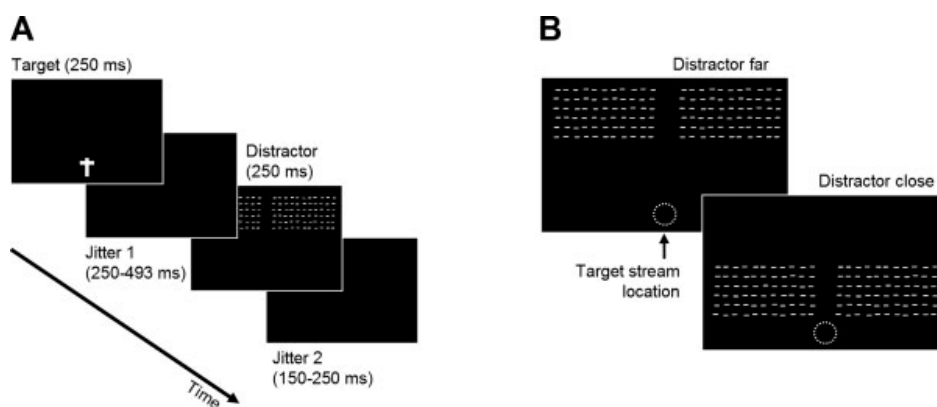 A
Target (250 ms)
Distractor
(250 ms)
Jitter 1
(250-493 ms)
Jitter 2
(150-250 ms)
Time
B
Distractor far
Distractor close
Target stream
location